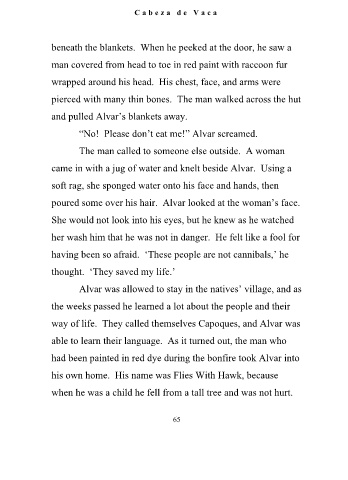 Cabeza de Vaca
beneath the blankets. When he peeked at the door, he saw a
man covered from head to toe in red paint with raccoon fur
wrapped around his head. His chest, face, and arms were
pierced with many thin bones. The man walked across the hut
and pulled Alvar's blankets away.
"No! Please don't eat me!" Alvar screamed.
The man called to someone else outside. A woman
came in with a jug of water and knelt beside Alvar. Using a
soft rag, she sponged water onto his face and hands, then
poured some over his hair. Alvar looked at the woman's face.
She would not look into his eyes, but he knew as he watched
her wash him that he was not in danger. He felt like a fool for
having been so afraid. 'These people are not cannibals,' he
thought. 'They saved my life.'
Alvar was allowed to stay in the natives' village, and as
the weeks passed he learned a lot about the people and their
way of life. They called themselves Capoques, and Alvar was
able to learn their language. As it turned out, the man who
had been painted in red dye during the bonfire took Alvar into
his own home. His name was Flies With Hawk, because
when he was a child he fell from a tall tree and was not hurt.
65